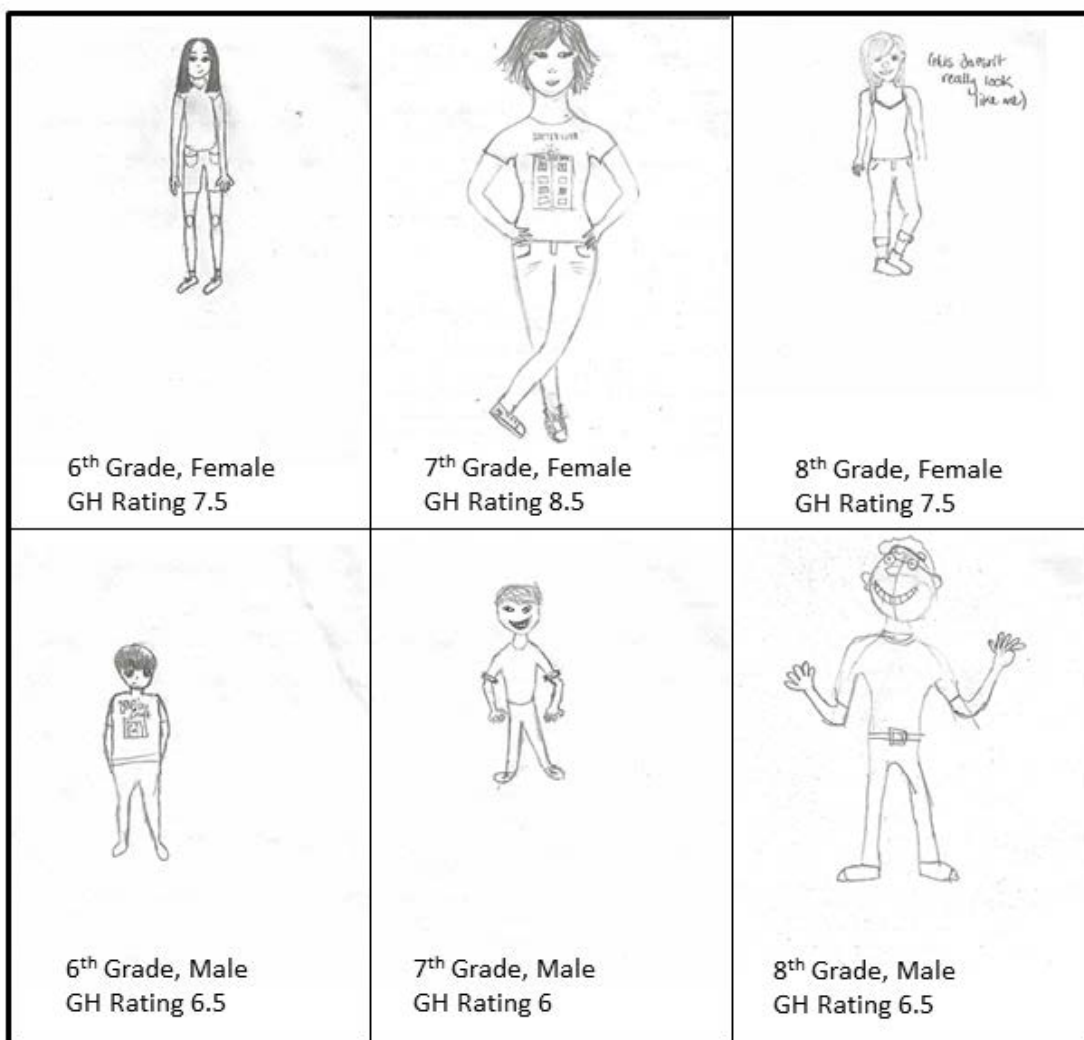 (this doesn't
really look
like me)
6th Grade, Female
GH Rating 7.5
7th Grade, Female
GH Rating 8.5
8th Grade, Female
GH Rating 7.5
6th Grade, Male
GH Rating 6.5
7th Grade, Male
GH Rating 6
8th Grade, Male
GH Rating 6.5